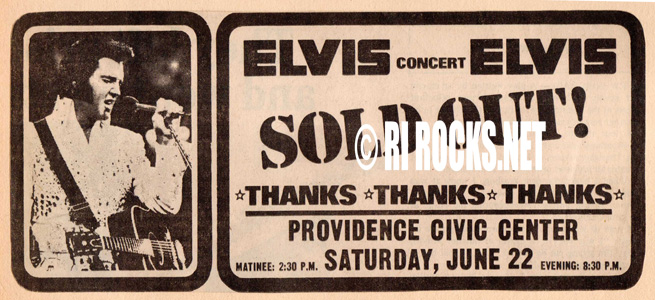 ELVIS CONCERT ELVIS
SOLD OUT!
© RI ROCKS.NET
☆THANKS ☆THANKS☆THANKS☆
PROVIDENCE CIVIC CENTER
MATINEE: 2:30 P.M. SATURDAY, JUNE 22 EVENING: 8:30 P.M.